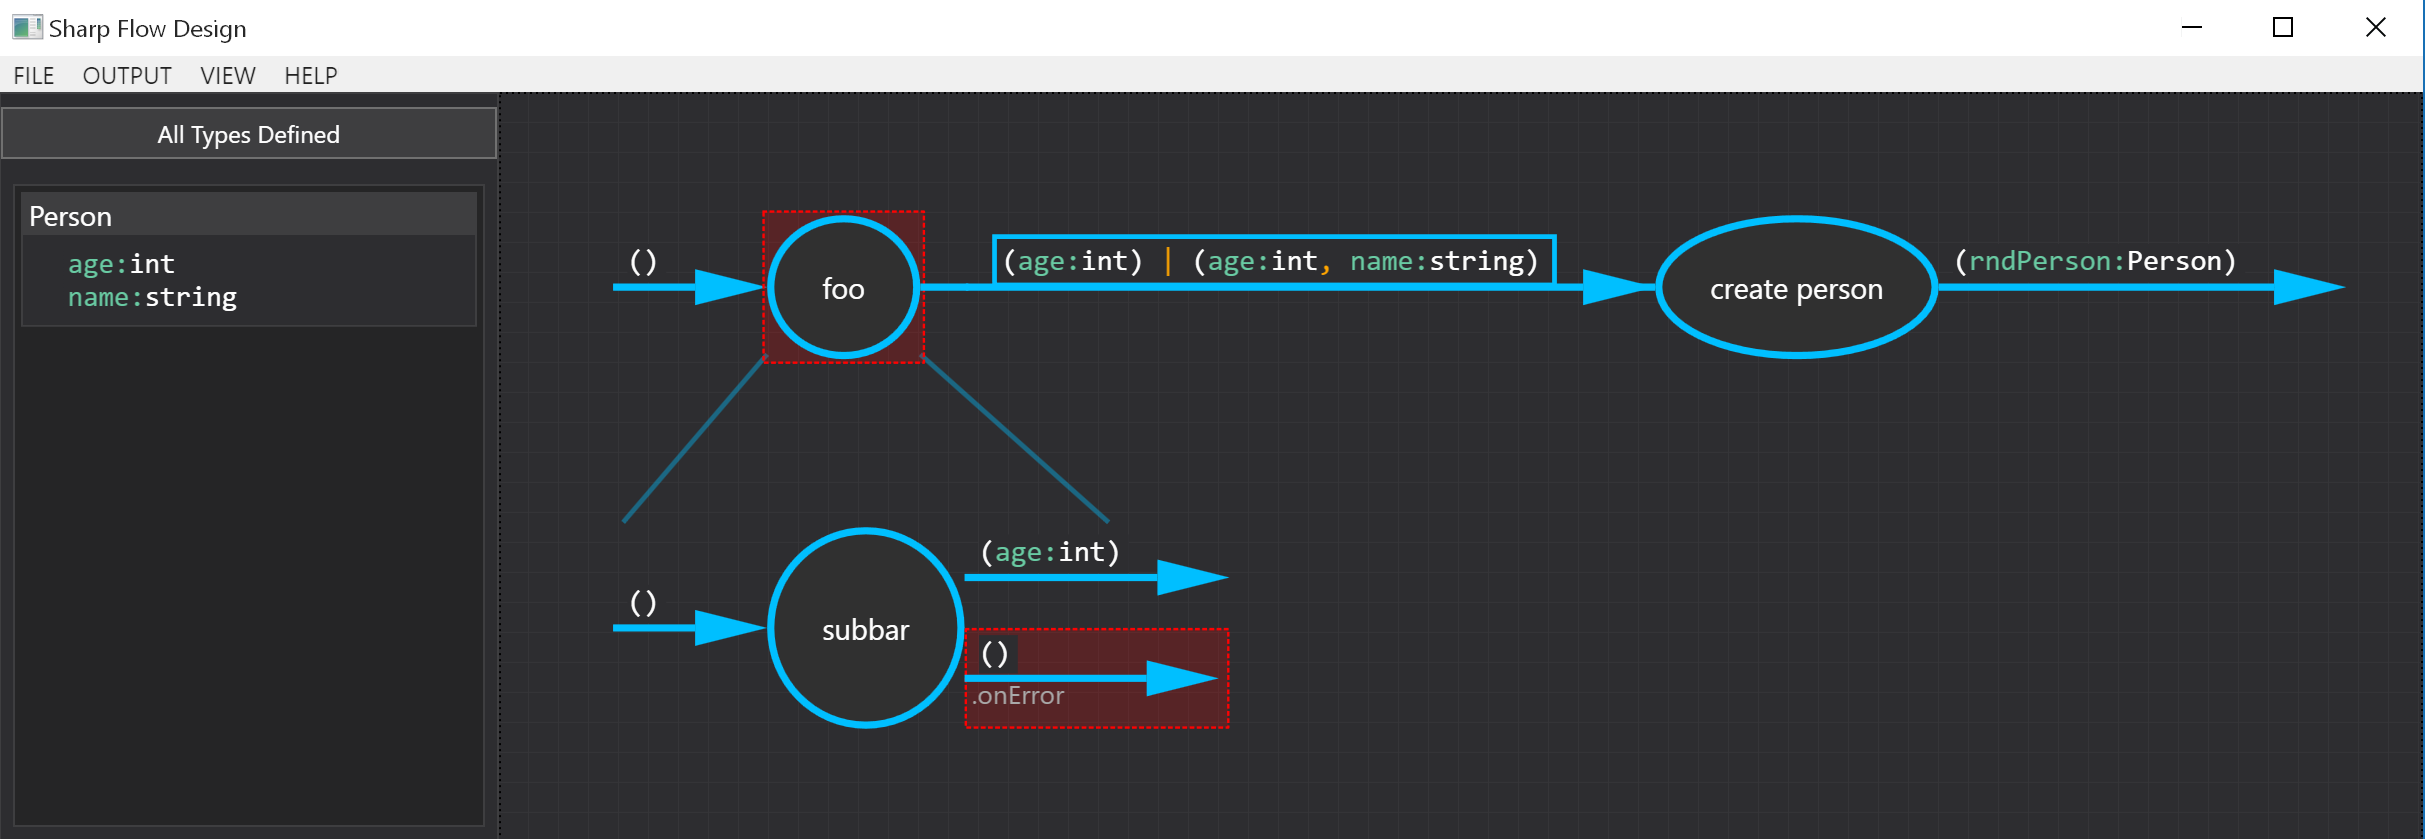 Sharp Flow Design
FILE OUTPUT VIEW HELP
All Types Defined
Person
age:int
name:string
()
foo
(age:int) | (age:int, name:string)
create person
(rndPerson:Person)
()
subbar
(age:int)
()
.onError